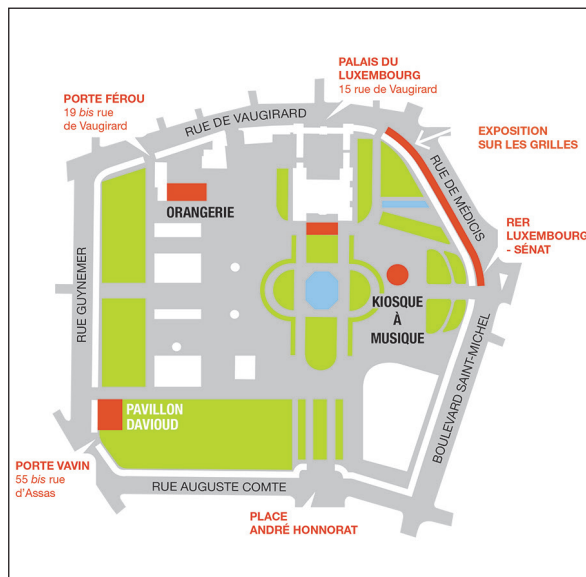 PALAIS DU
LUXEMBOURG
15 rue de Vaugirard
PORTE FÉROU
19 bis rue
de Vaugirard
RUE DE VAUGIRARD
EXPOSITION
SUR LES GRILLES
RUE DE MÉDICIS
ORANGERIE
RER
LUXEMBOURG
- SÉNAT
RUE GUYNEMER
KIOSQUE
À
MUSIQUE
BOULEVARD SAINT-MICHEL
PAVILLON
DAVIOUD
PORTE VAVIN
55 bis rue
d'Assas
RUE AUGUSTE COMTE
PLACE
ANDRÉ HONNORAT